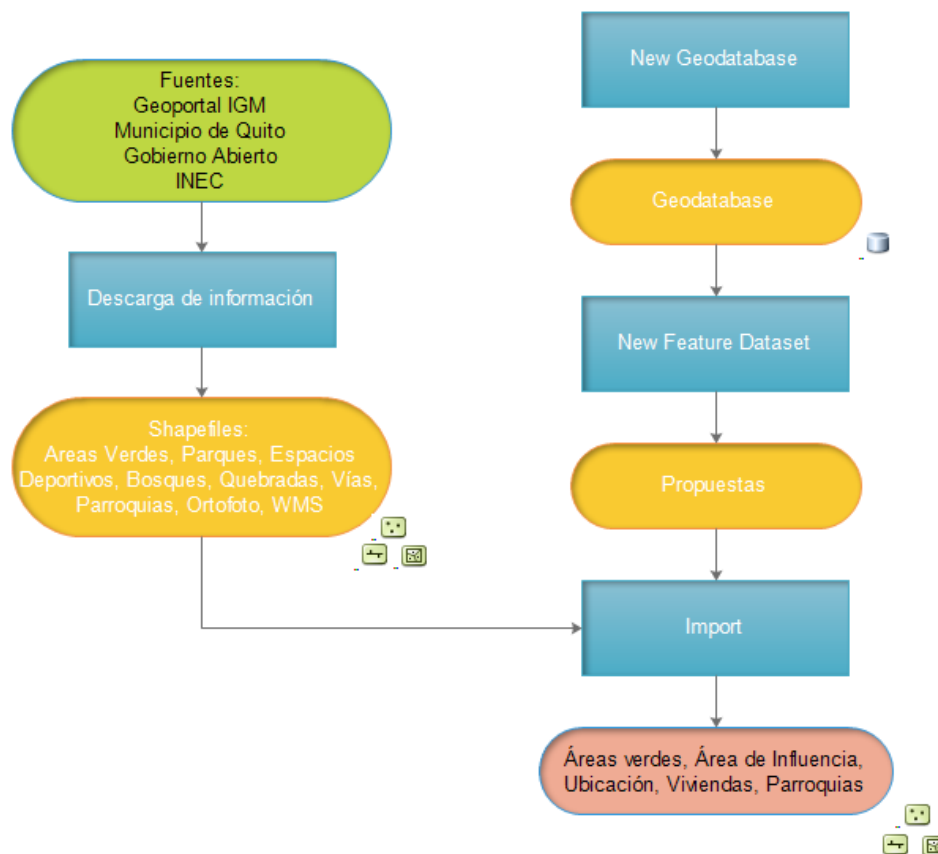 Fuentes:
Geoportal IGM
Municipio de Quito
Gobierno Abierto
INEC
Descarga de información
Shapefiles:
Areas Verdes, Parques, Espacios
Deportivos, Bosques, Quebradas, Vías,
Parroquias, Ortofoto, WMS
New Geodatabase
Geodatabase
New Feature Dataset
Propuestas
Import
Áreas verdes, Área de Influencia,
Ubicación, Viviendas, Parroquias